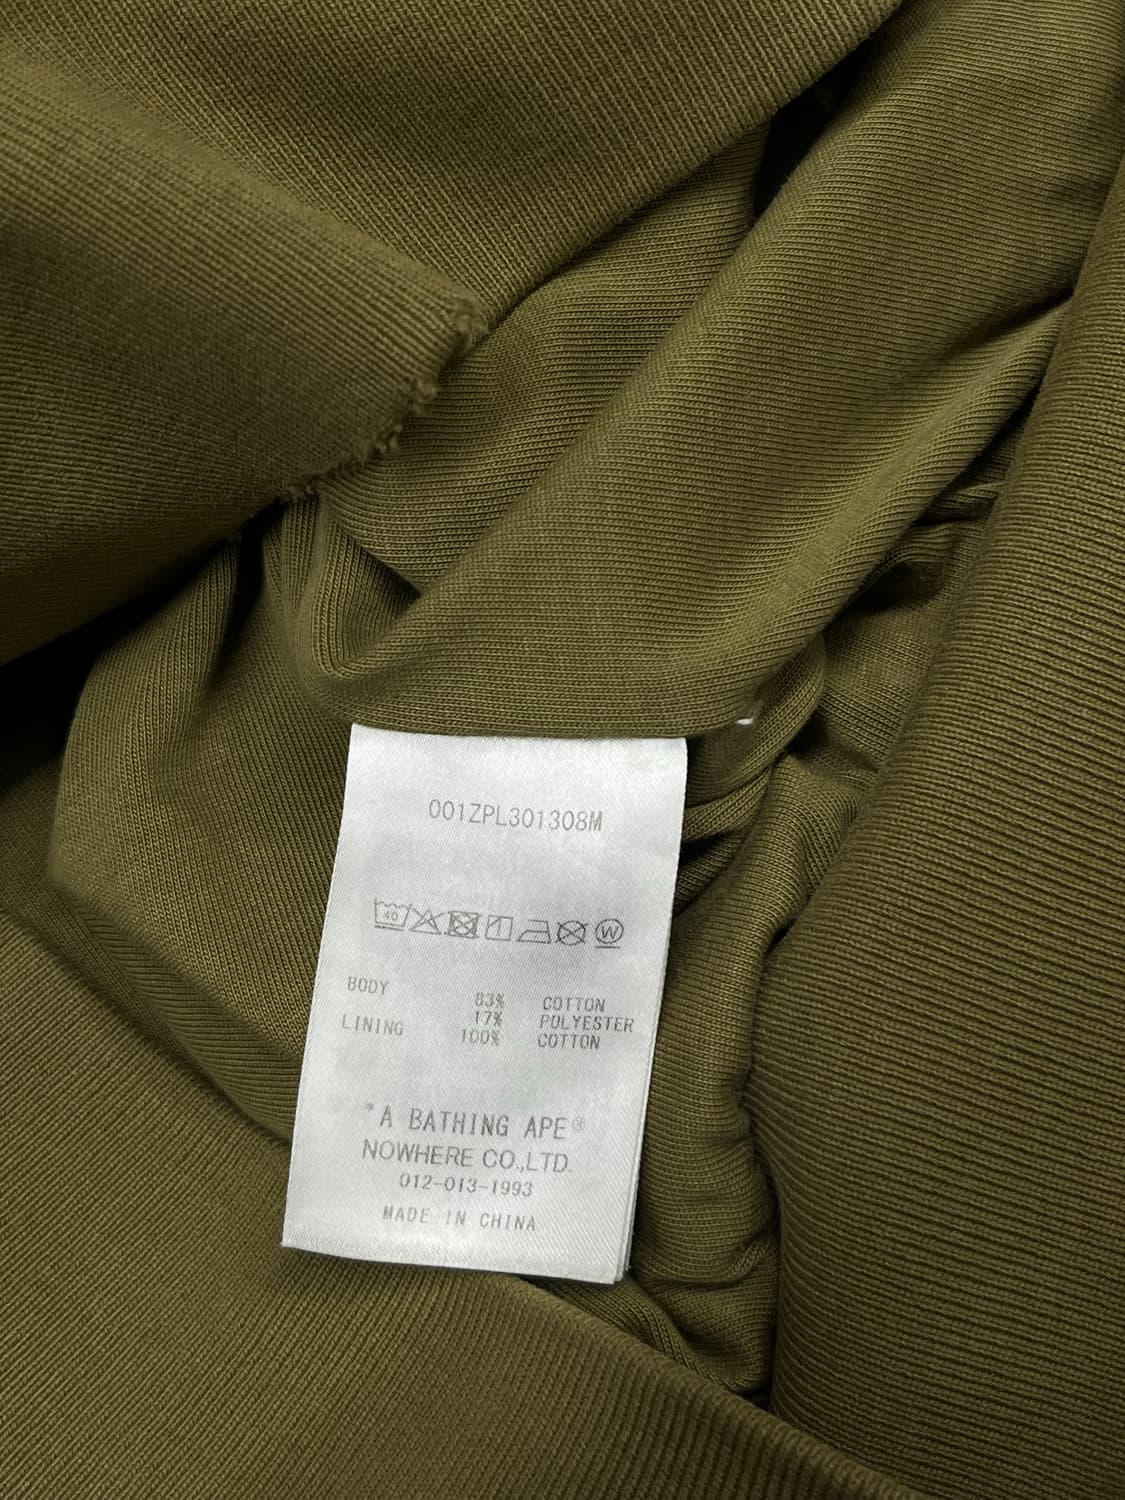 001ZPL301308M
40 W
BODY 83% COTTON
17% POLYESTER
LINING 100% COTTON
*A BATHING APE®
NOWHERE CO.,LTD.
012-013-1993
MADE IN CHINA